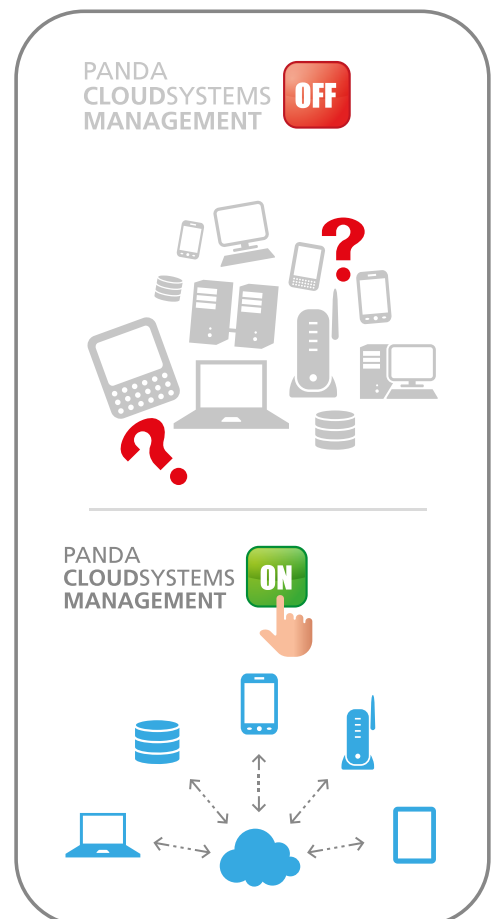 PANDA
CLOUDSYSTEMS
MANAGEMENT
OFF
?
?
PANDA
CLOUDSYSTEMS
MANAGEMENT
ON